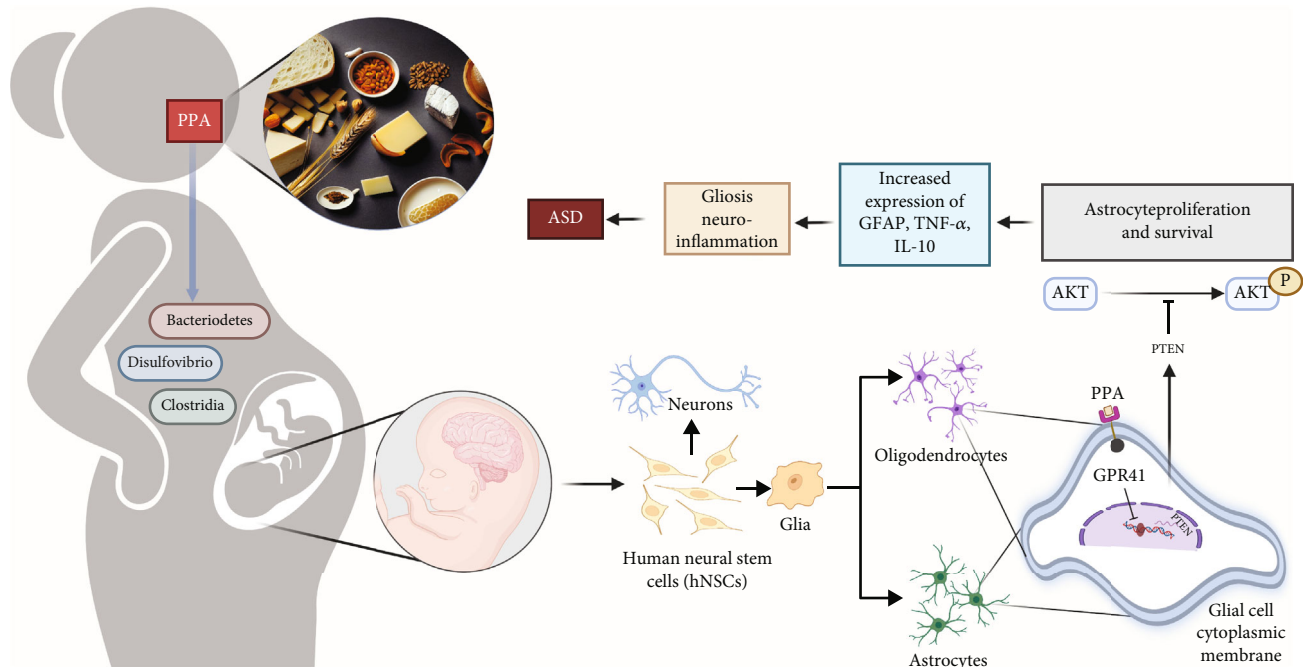 PPA
Bacteriodetes
Disulfovibrio
Clostridia
ASD
Gliosis
neuro-
inflammation
Increased
expression of
GFAP, TNF-α,
IL-10
Astrocyteproliferation
and survival
AKT
AKT
P
PTEN
Neurons
Human neural stem
cells (hNSCs)
Glia
Oligodendrocytes
Astrocytes
PPA
GPR41
PTEN
Glial cell
cytoplasmic
membrane